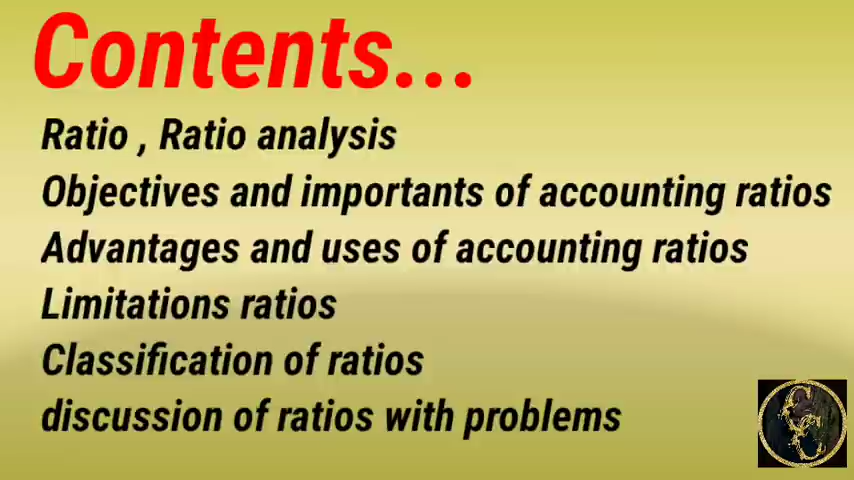 Contents...
Ratio , Ratio analysis
Objectives and importants of accounting ratios
Advantages and uses of accounting ratios
Limitations ratios
Classification of ratios
discussion of ratios with problems